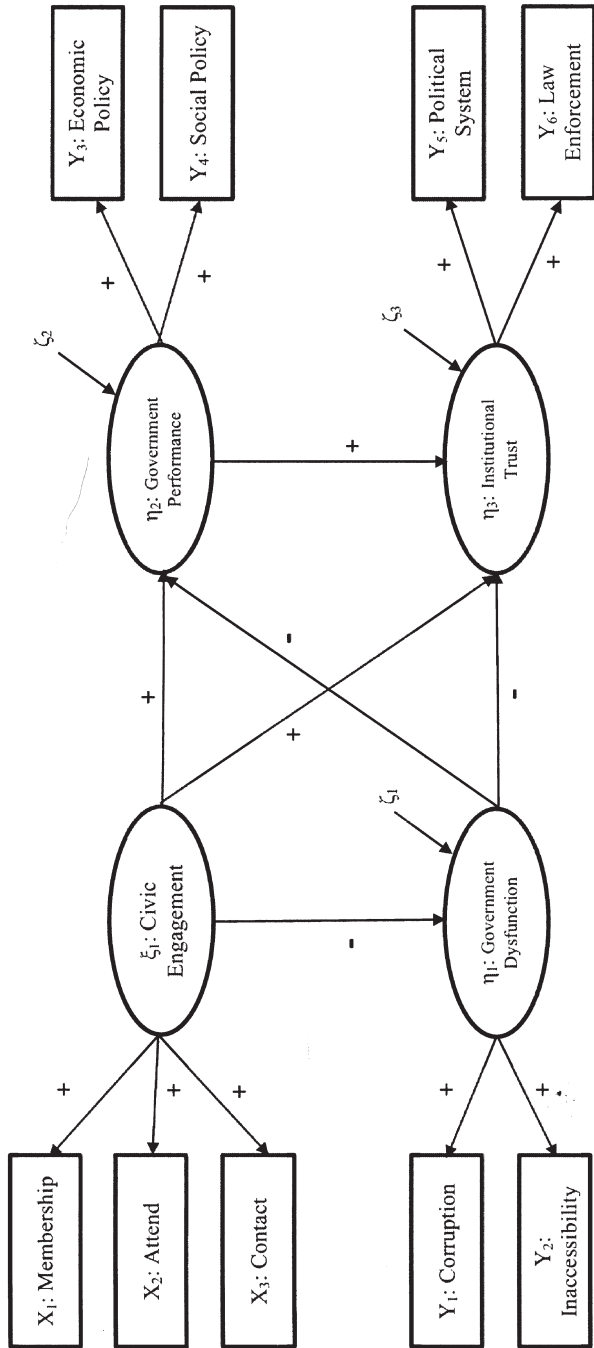 X₁: Membership
X₂: Attend
X₃: Contact
+
+
+
ξ₁: Civic
Engagement
+
+
-
-
η₂: Government
Performance
ζ₂
+
+
Y₃: Economic
Policy
Y₄: Social Policy
+
Y₁: Corruption
Y₂:
Inaccessibility
+
+
η₁: Government
Dysfunction
ζ₁
-
η₃: Institutional
Trust
ζ₃
+
+
Y₅: Political
System
Y₆: Law
Enforcement